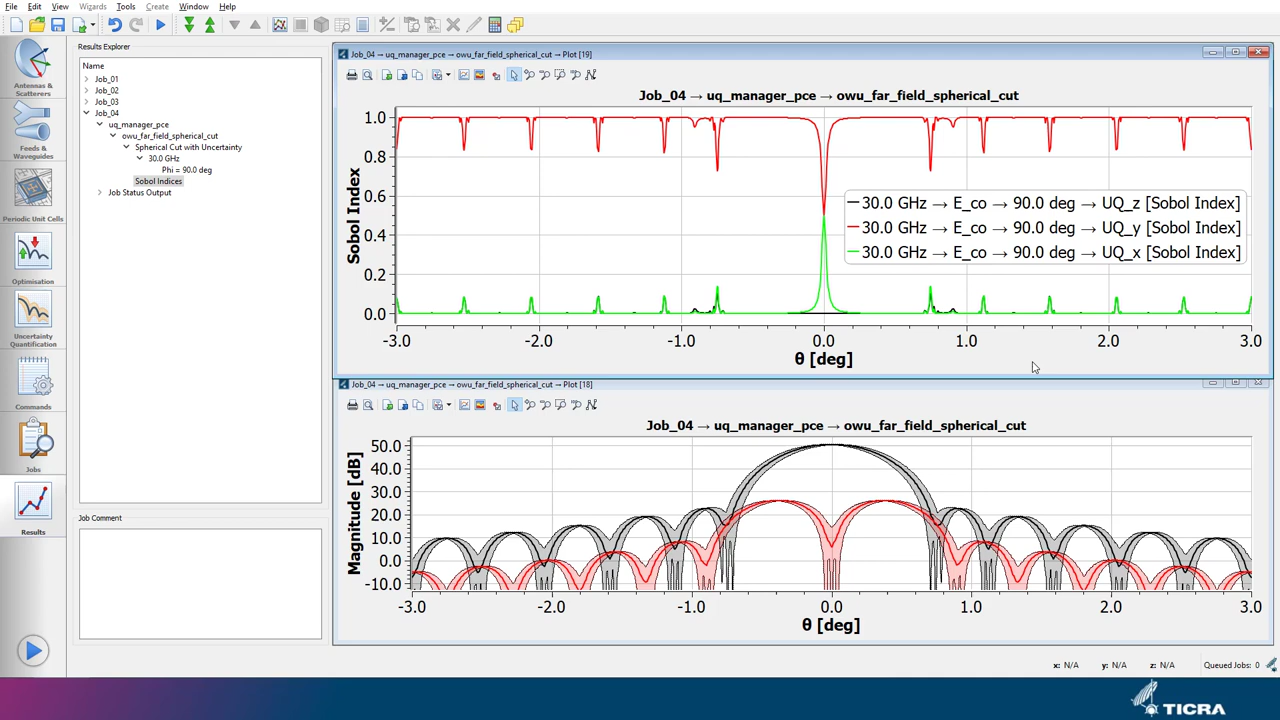 File Edit View Wizards Tools Create Window Help
Antennas & Scatterers
Feeds & Waveguides
Periodic Unit Cells
Optimisation
Uncertainty Quantification
Commands
Jobs
Results
Results Explorer
Name
Job_01
Job_02
Job_03
Job_04
uq_manager_pce
owu_far_field_spherical_cut
Spherical Cut with Uncertainty
30.0 GHz
Phi = 90.0 deg
Sobol Indices
Job Status Output
Job Comment
Job_04 → uq_manager_pce → owu_far_field_spherical_cut → Plot [19]
Job_04 → uq_manager_pce → owu_far_field_spherical_cut
Sobol Index
1.0
0.8
0.6
0.4
0.2
0.0
30.0 GHz → E_co → 90.0 deg → UQ_z [Sobol Index]
30.0 GHz → E_co → 90.0 deg → UQ_y [Sobol Index]
30.0 GHz → E_co → 90.0 deg → UQ_x [Sobol Index]
-3.0 -2.0 -1.0 0.0 1.0 2.0 3.0
θ [deg]
Job_04 → uq_manager_pce → owu_far_field_spherical_cut → Plot [18]
Job_04 → uq_manager_pce → owu_far_field_spherical_cut
Magnitude [dB]
50.0
40.0
30.0
20.0
10.0
0.0
-10.0
-3.0 -2.0 -1.0 0.0 1.0 2.0 3.0
θ [deg]
x: N/A y: N/A z: N/A Queued Jobs: 0
TICRA